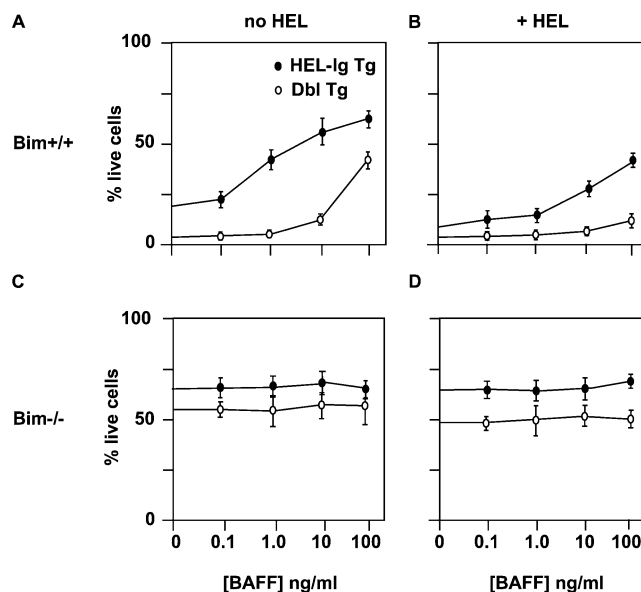 A
no HEL
B
+ HEL
100
HEL-Ig Tg
Dbl Tg
Bim+/+
% live cells
50
0
C
D
100
Bim-/-
% live cells
50
0
0 0.1 1.0 10 100
0 0.1 1.0 10 100
[BAFF] ng/ml
[BAFF] ng/ml